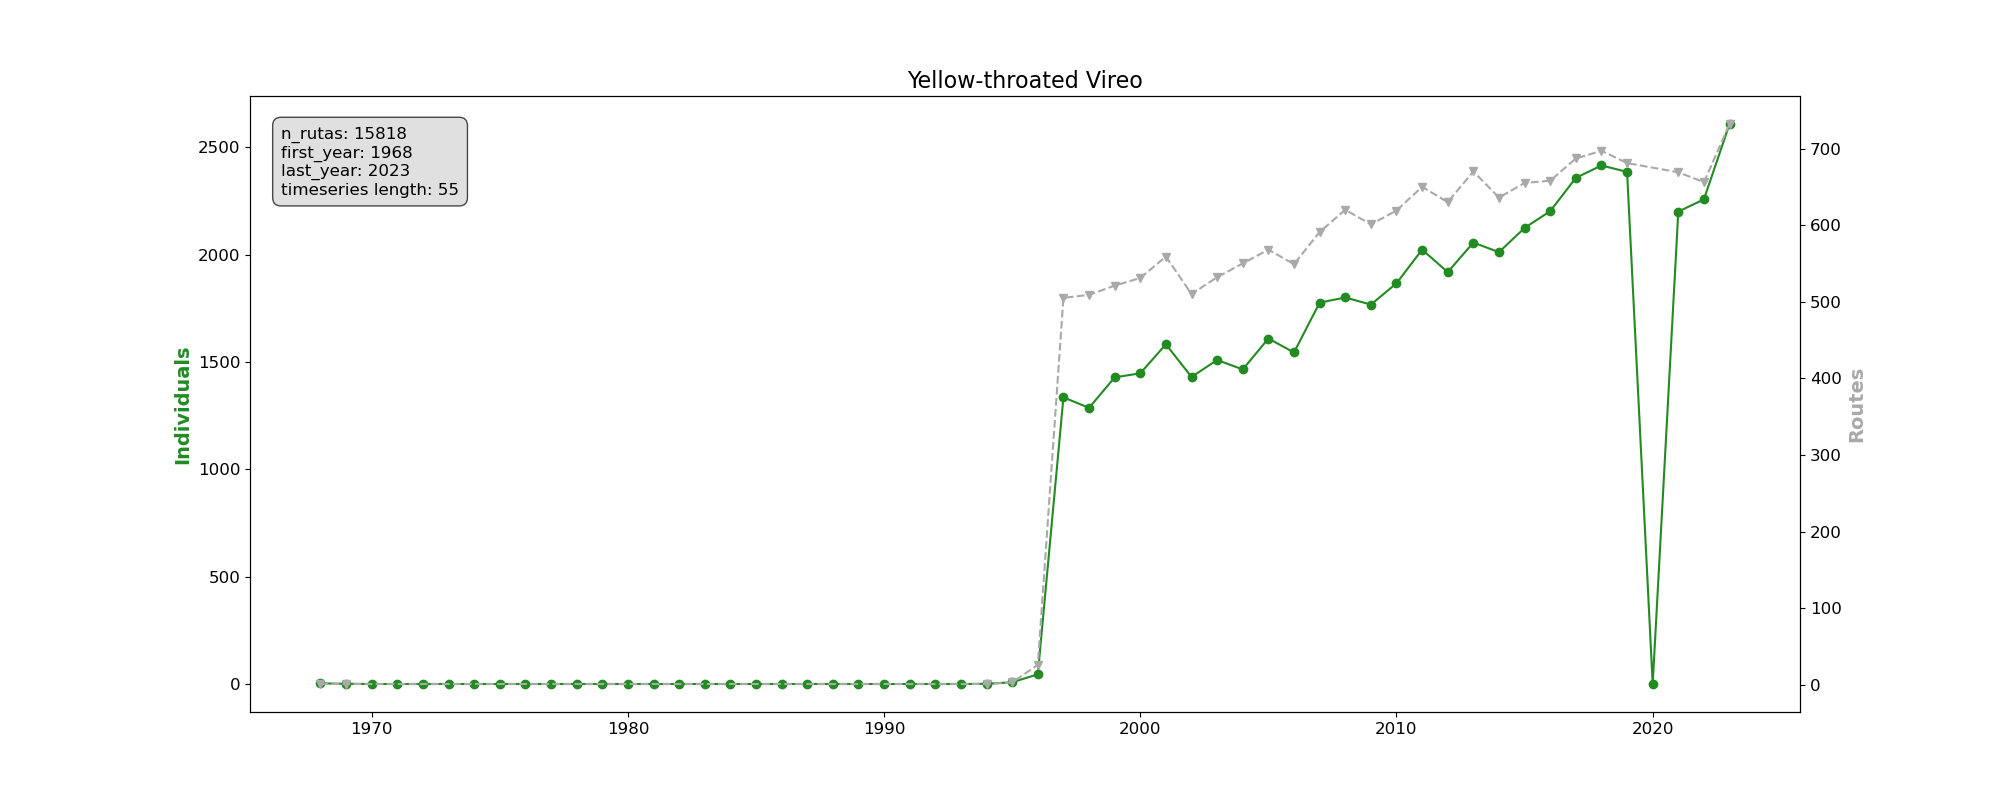 Yellow-throated Vireo
n_rutas: 15818
first_year: 1968
last_year: 2023
timeseries length: 55
2500
2000
1500
1000
500
0
Individuals
700
600
500
400
300
200
100
0
Routes
1970
1980
1990
2000
2010
2020